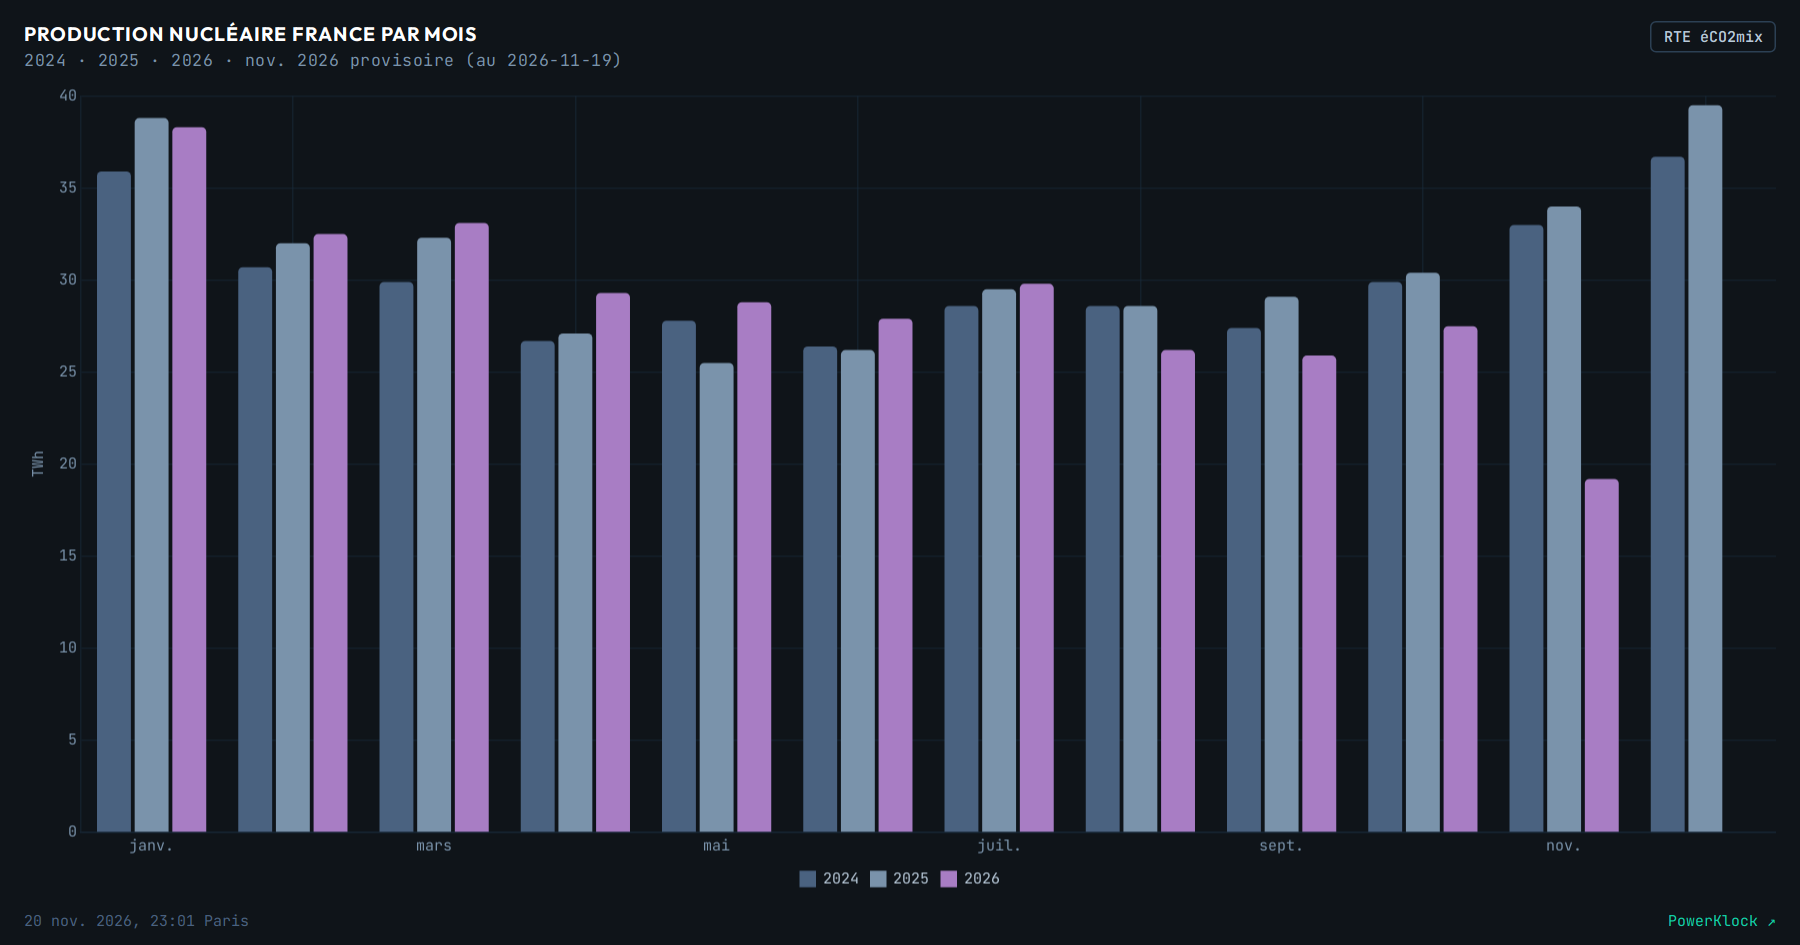 PRODUCTION NUCLÉAIRE FRANCE PAR MOIS
2024 · 2025 · 2026 · nov. 2026 provisoire (au 2026-11-19)
RTE éCO2mix
40
35
30
25
20
15
10
5
0
TWh
janv.
mars
mai
juil.
sept.
nov.
2024
2025
2026
20 nov. 2026, 23:01 Paris
PowerKlock ↗